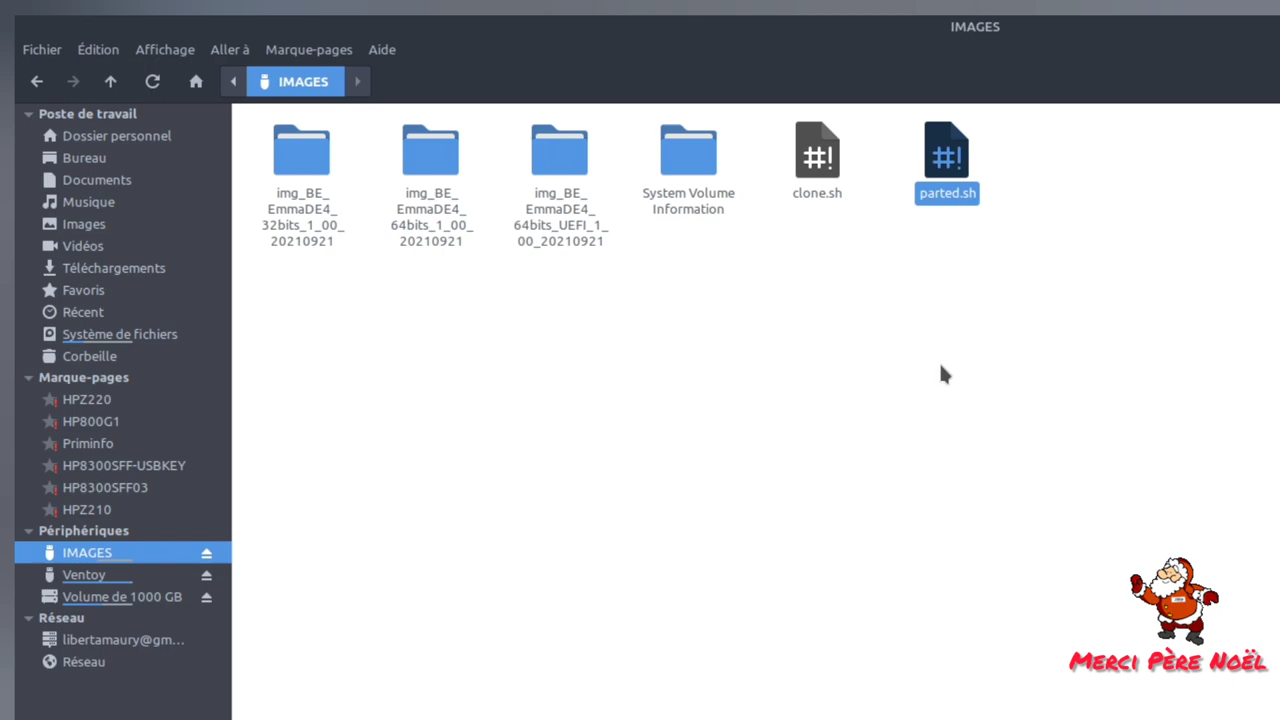 IMAGES
Fichier Édition Affichage Aller à Marque-pages Aide
IMAGES
Poste de travail
Dossier personnel
Bureau
Documents
Musique
Images
Vidéos
Téléchargements
Favoris
Récent
Système de fichiers
Corbeille
Marque-pages
HPZ220
HP800G1
Priminfo
HP8300SFF-USBKEY
HP8300SFF03
HPZ210
Périphériques
IMAGES
Ventoy
Volume de 1000 GB
Réseau
libertamaury@gm...
Réseau
img_BE_
EmmaDE4_
32bits_1_00_
20210921
img_BE_
EmmaDE4_
64bits_1_00_
20210921
img_BE_
EmmaDE4_
64bits_UEFI_1_
00_20210921
System Volume
Information
#!
clone.sh
#!
parted.sh
Merci Père Noël